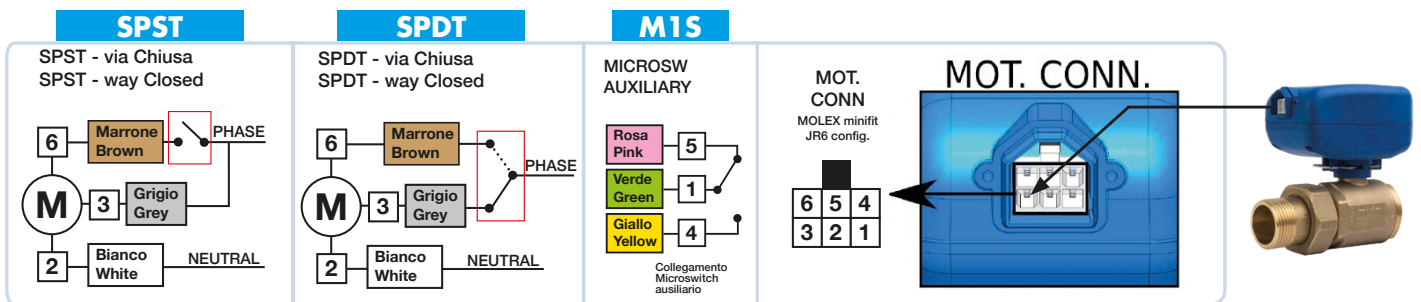 SPST
SPST - via Chiusa
SPST - way Closed
6
Marrone
Brown
PHASE
M
3
Grigio
Grey
2
Bianco
White
NEUTRAL
SPDT
SPDT - via Chiusa
SPDT - way Closed
6
Marrone
Brown
PHASE
M
3
Grigio
Grey
2
Bianco
White
NEUTRAL
M1S
MICROSW
AUXILIARY
Rosa
Pink
5
Verde
Green
1
Giallo
Yellow
4
Collegamento
Microswitch
ausiliario
MOT.
CONN
MOLEX minifit
JR6 config.
6 5 4
3 2 1
MOT. CONN.